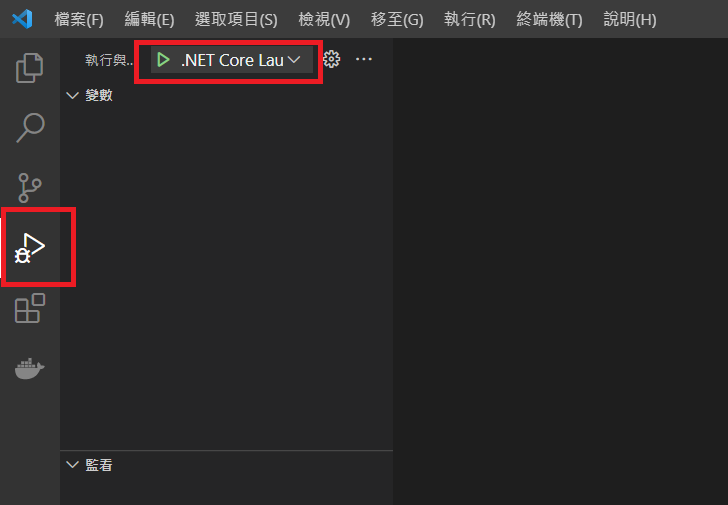 檔案(F) 編輯(E) 選取項目(S) 檢視(V) 移至(G) 執行(R) 終端機(T) 說明(H)
執行與... .NET Core Lau
變數
監看